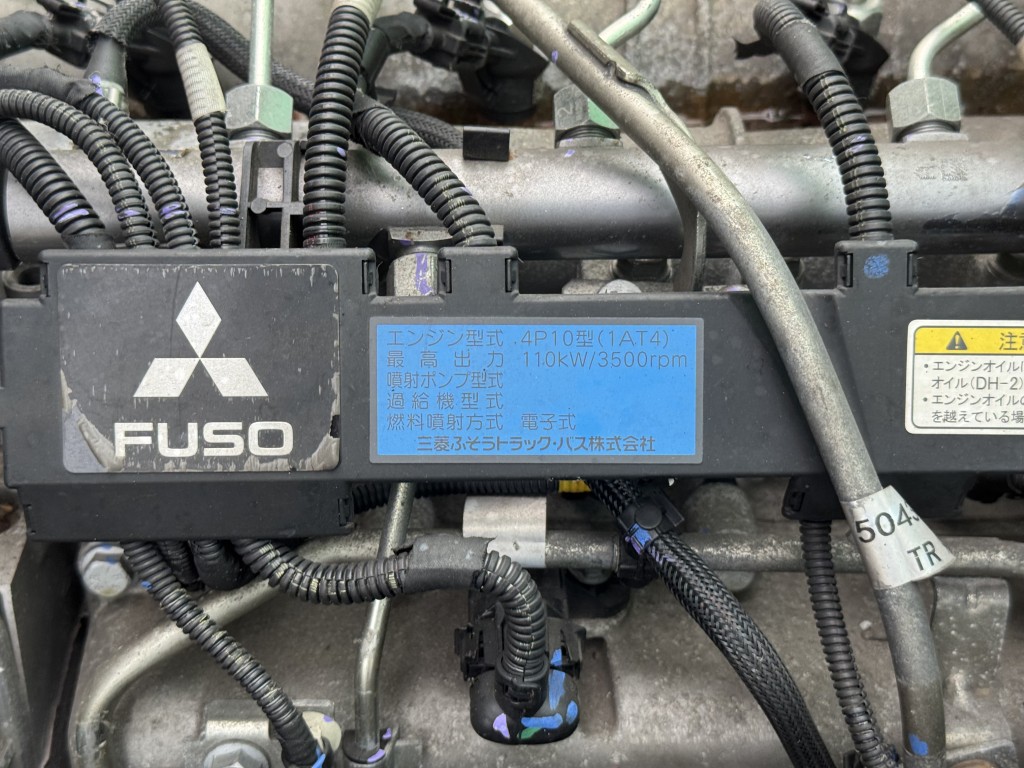 FUSO
エンジン型式 4P10型(1AT4)
最高出力 110kW/3500rpm
噴射ポンプ型式
過給機型式
燃料噴射方式 電子式
三菱ふそうトラック・バス株式会社
注意
・エンジンオイルに
オイル(DH-2)
・エンジンオイルの
を越えている場
504
TR